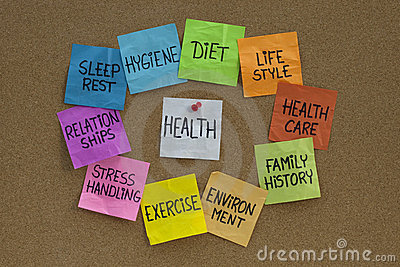 HYGIENE
DIET
LIFE
STYLE
SLEEP
REST
HEALTH
CARE
RELATION
SHIPS
HEALTH
FAMILY
HISTORY
STRESS
HANDLING
EXERCISE
ENVIRON
MENT
dreamstime.com